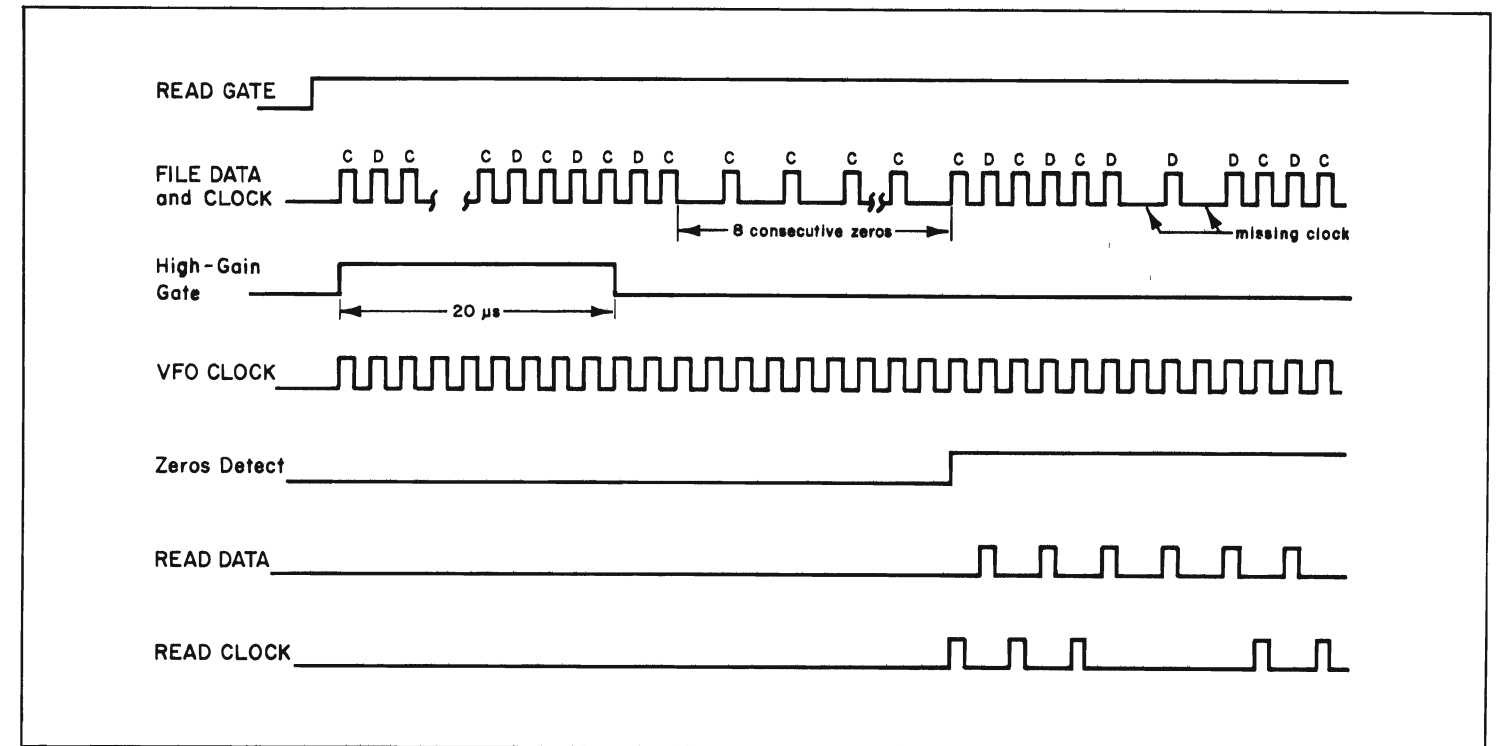 READ GATE
C D C C D C D C D C C C C C C D C D C D D D C D C
FILE DATA
and CLOCK
8 consecutive zeros
missing clock
High-Gain
Gate
20 µs
VFO CLOCK
Zeros Detect
READ DATA
READ CLOCK